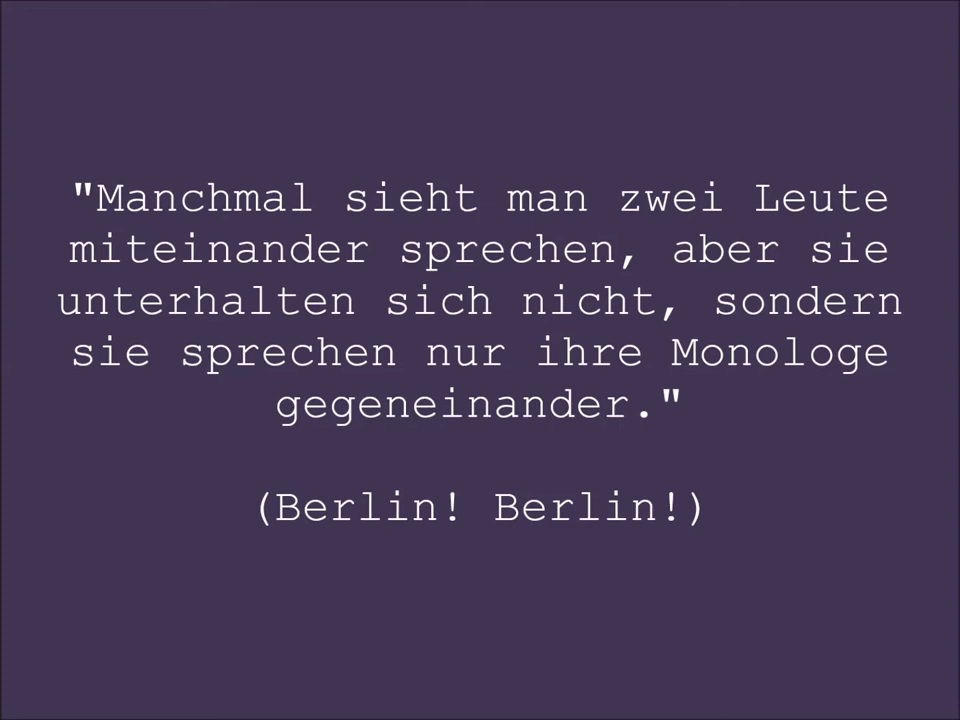 "Manchmal sieht man zwei Leute
miteinander sprechen, aber sie
unterhalten sich nicht, sondern
sie sprechen nur ihre Monologe
gegeneinander."
(Berlin! Berlin!)